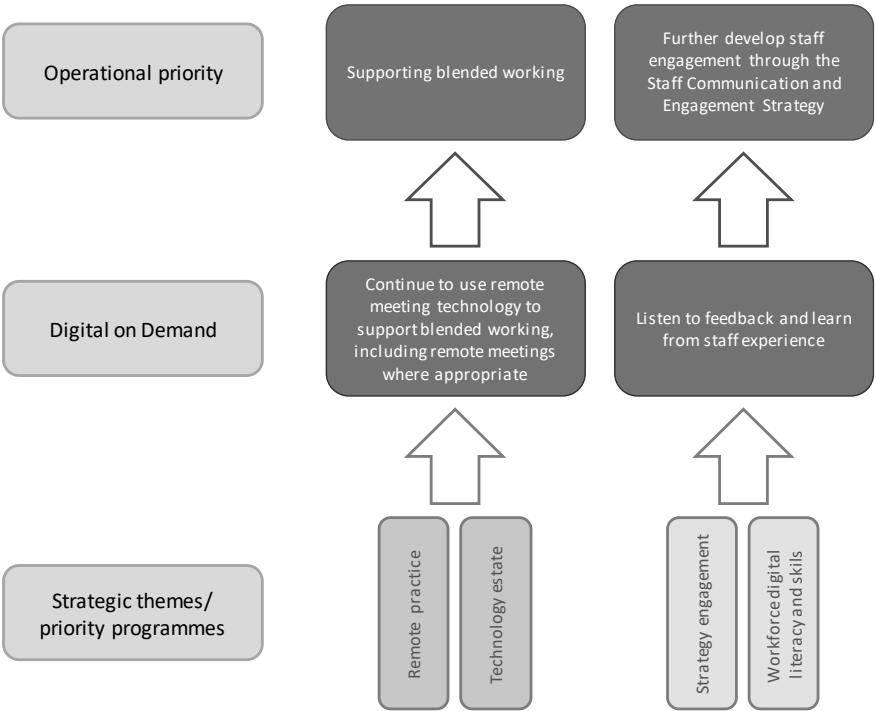 Operational priority
Supporting blended working
Further develop staff
engagement through the
Staff Communication and
Engagement Strategy
Digital on Demand
Continue to use remote
meeting technology to
support blended working,
including remote meetings
where appropriate
Listen to feedback and learn
from staff experience
Strategic themes/
priority programmes
Remote practice
Technology estate
Strategy engagement
Workforce digital
literacy and skils